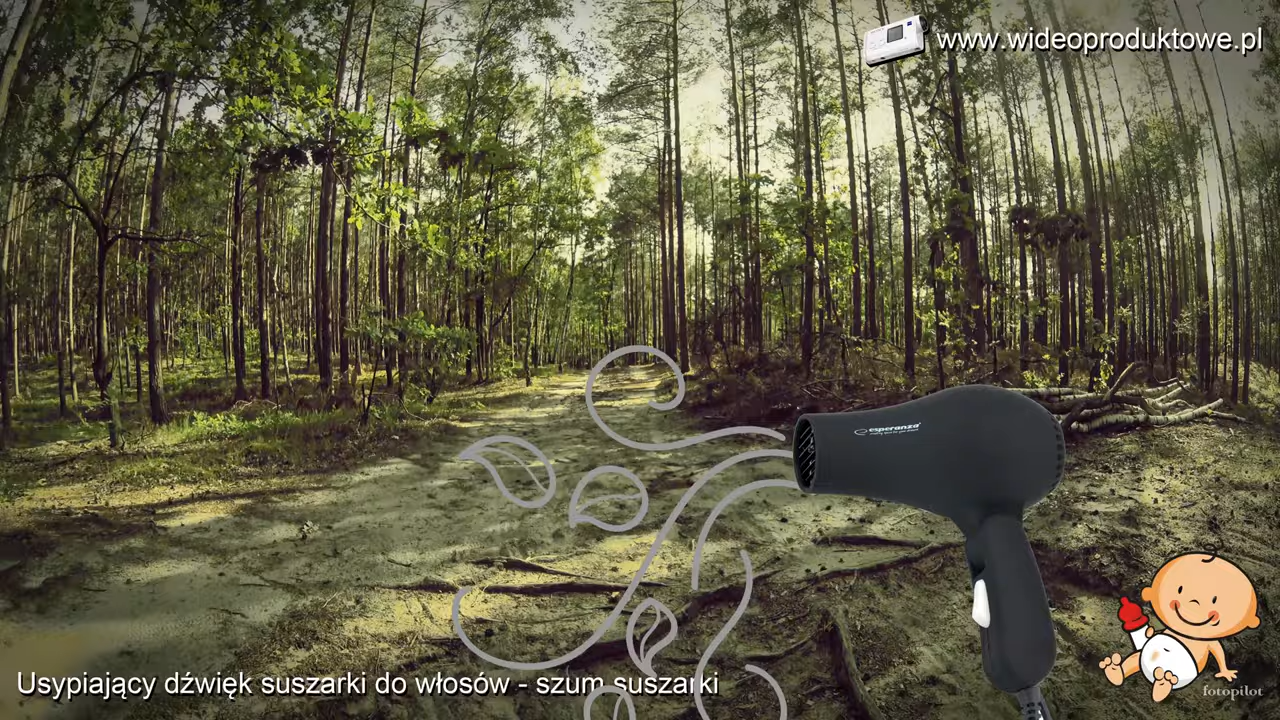 www.wideoproduktowe.pl
esperanza
Usypiający dźwięk suszarki do włosów - szum suszarki
fotopilot